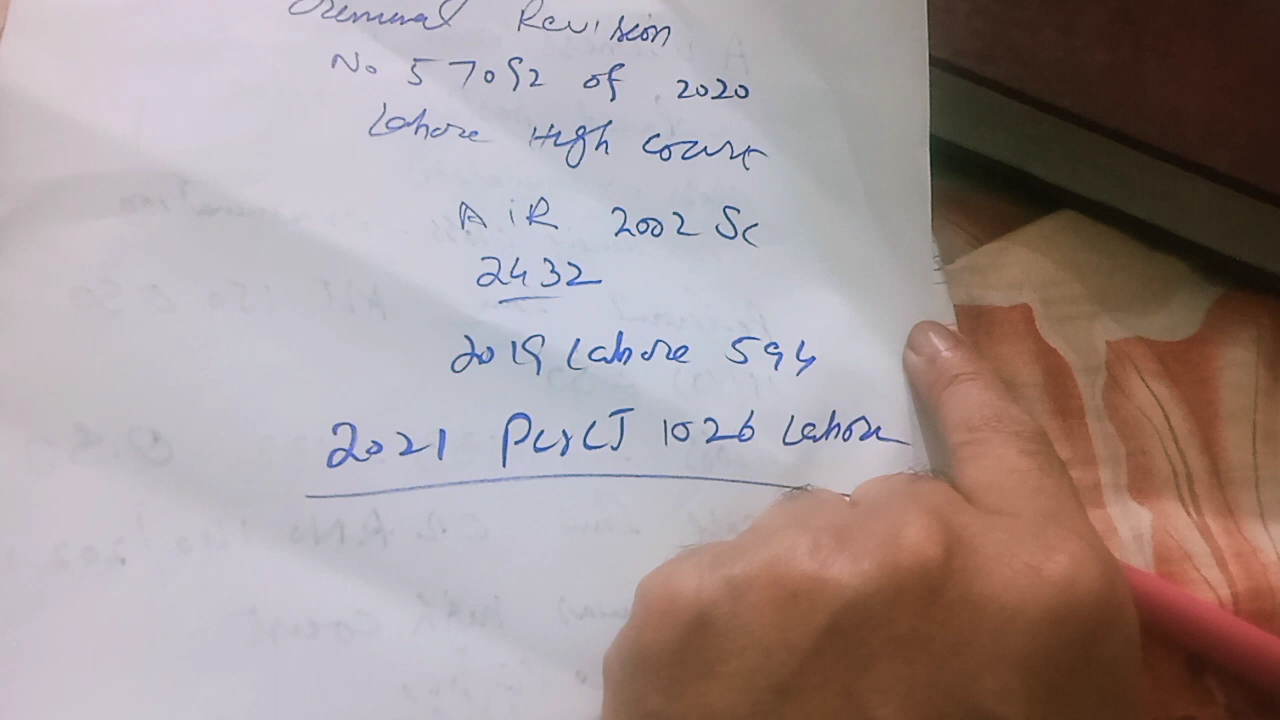 Criminal Revision
No 57092 of 2020
Lahore High Court
AiR 2002 Sc
2432
2019 Lahore 594
2021 PCrLJ 1026 Lahore